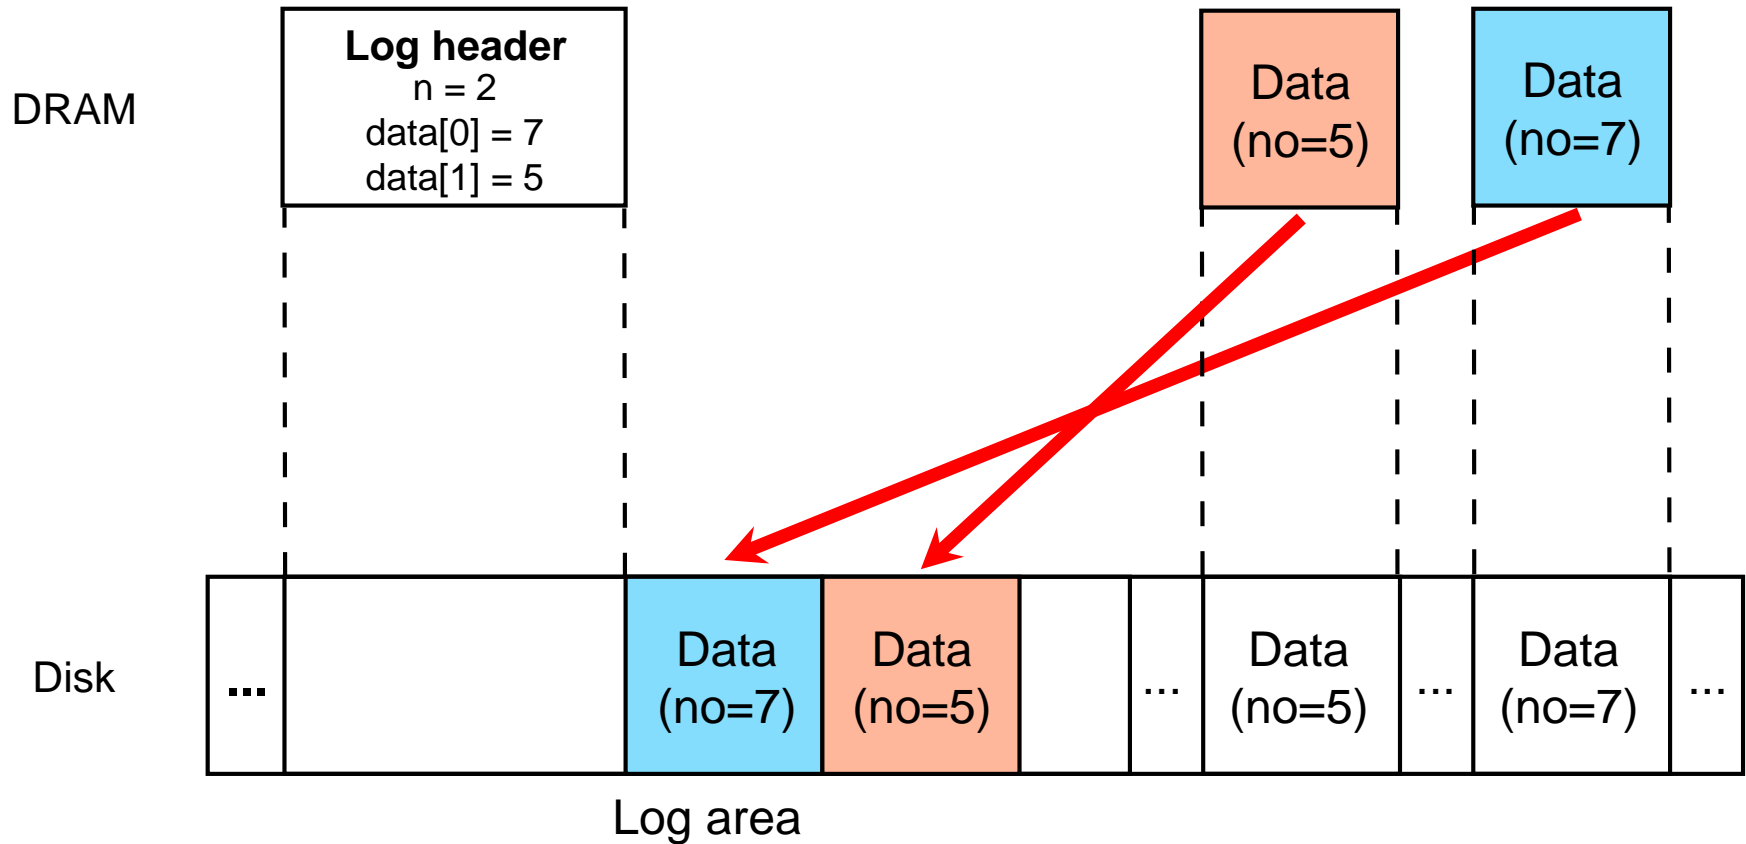 DRAM
Log header
n = 2
data[0] = 7
data[1] = 5
Data
(no=5)
Data
(no=7)
Disk
...
Data
(no=7)
Data
(no=5)
...
Data
(no=5)
...
Data
(no=7)
...
Log area